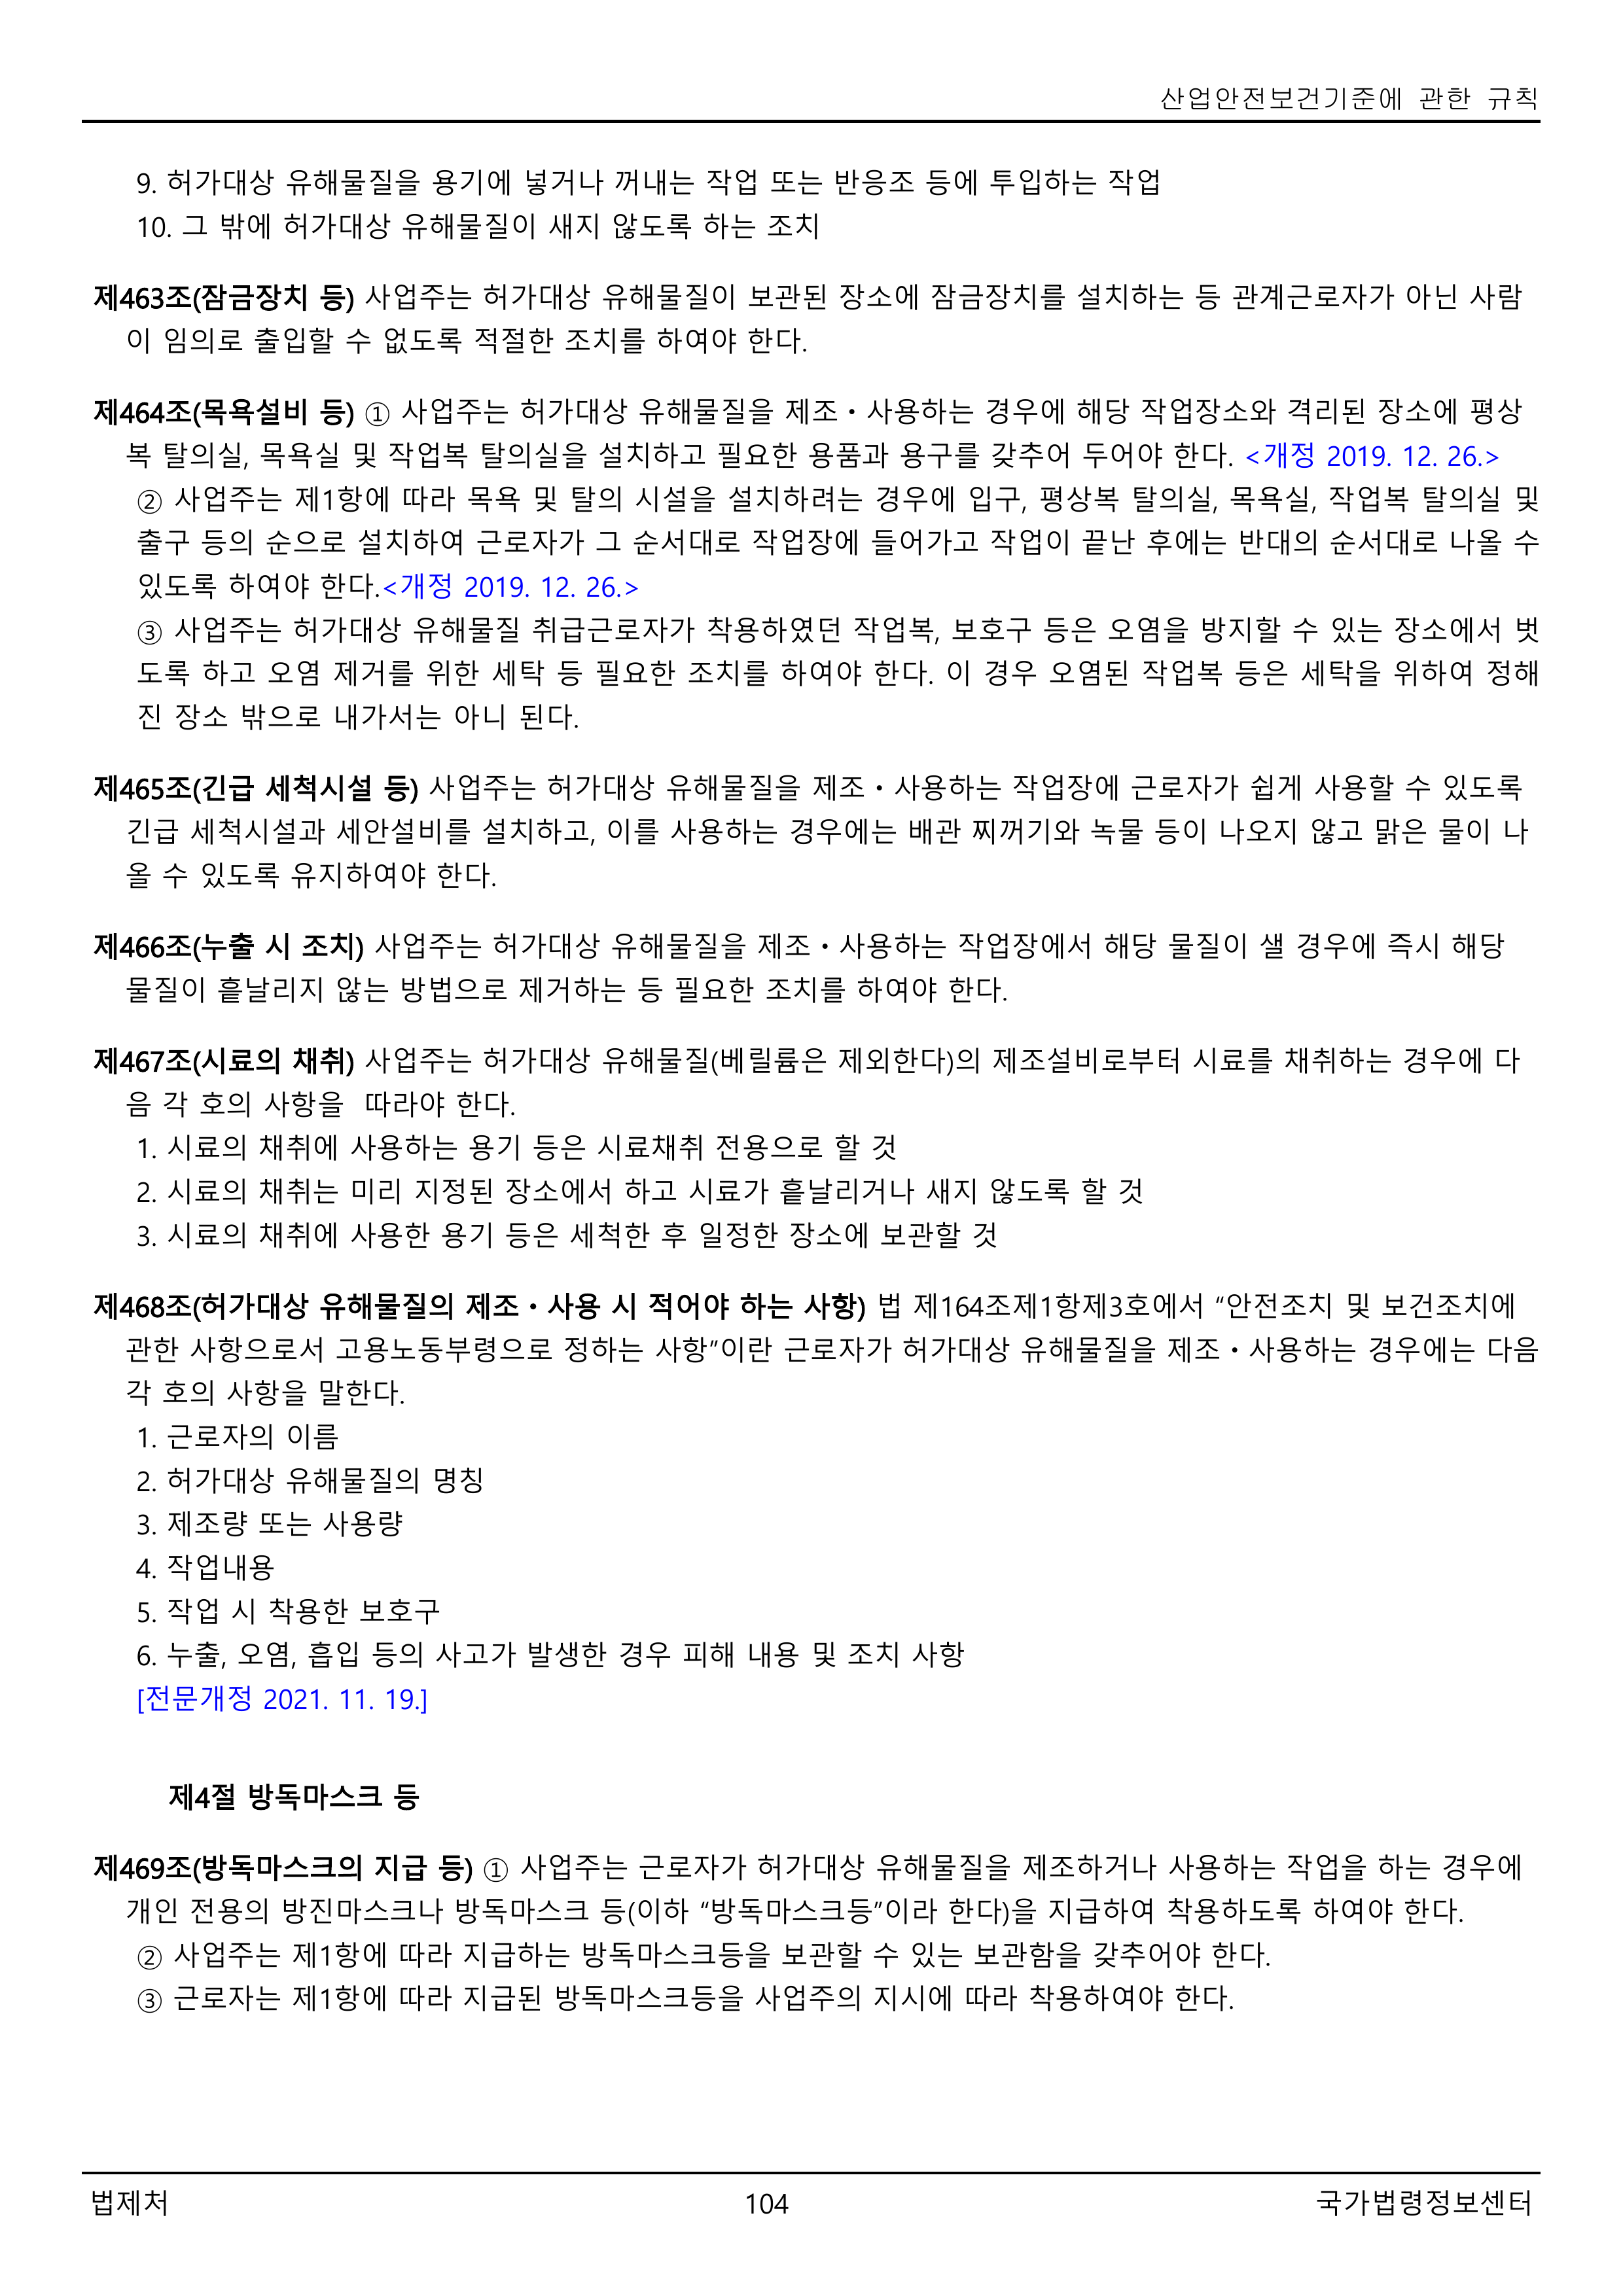 산업안전보건기준에 관한 규칙
9. 허가대상 유해물질을 용기에 넣거나 꺼내는 작업 또는 반응조 등에 투입하는 작업
10. 그 밖에 허가대상 유해물질이 새지 않도록 하는 조치
제463조(잠금장치 등) 사업주는 허가대상 유해물질이 보관된 장소에 잠금장치를 설치하는 등 관계근로자가 아닌 사람
이 임의로 출입할 수 없도록 적절한 조치를 하여야 한다.
제464조(목욕설비 등) ① 사업주는 허가대상 유해물질을 제조ㆍ사용하는 경우에 해당 작업장소와 격리된 장소에 평상
복 탈의실, 목욕실 및 작업복 탈의실을 설치하고 필요한 용품과 용구를 갖추어 두어야 한다. <개정 2019. 12. 26.>
② 사업주는 제1항에 따라 목욕 및 탈의 시설을 설치하려는 경우에 입구, 평상복 탈의실, 목욕실, 작업복 탈의실 및
출구 등의 순으로 설치하여 근로자가 그 순서대로 작업장에 들어가고 작업이 끝난 후에는 반대의 순서대로 나올 수
있도록 하여야 한다.<개정 2019. 12. 26.>
③ 사업주는 허가대상 유해물질 취급근로자가 착용하였던 작업복, 보호구 등은 오염을 방지할 수 있는 장소에서 벗
도록 하고 오염 제거를 위한 세탁 등 필요한 조치를 하여야 한다. 이 경우 오염된 작업복 등은 세탁을 위하여 정해
진 장소 밖으로 내가서는 아니 된다.
제465조(긴급 세척시설 등) 사업주는 허가대상 유해물질을 제조ㆍ사용하는 작업장에 근로자가 쉽게 사용할 수 있도록
긴급 세척시설과 세안설비를 설치하고, 이를 사용하는 경우에는 배관 찌꺼기와 녹물 등이 나오지 않고 맑은 물이 나
올 수 있도록 유지하여야 한다.
제466조(누출 시 조치) 사업주는 허가대상 유해물질을 제조ㆍ사용하는 작업장에서 해당 물질이 샐 경우에 즉시 해당
물질이 흩날리지 않는 방법으로 제거하는 등 필요한 조치를 하여야 한다.
제467조(시료의 채취) 사업주는 허가대상 유해물질(베릴륨은 제외한다)의 제조설비로부터 시료를 채취하는 경우에 다
음 각 호의 사항을  따라야 한다.
1. 시료의 채취에 사용하는 용기 등은 시료채취 전용으로 할 것
2. 시료의 채취는 미리 지정된 장소에서 하고 시료가 흩날리거나 새지 않도록 할 것
3. 시료의 채취에 사용한 용기 등은 세척한 후 일정한 장소에 보관할 것
제468조(허가대상 유해물질의 제조ㆍ사용 시 적어야 하는 사항) 법 제164조제1항제3호에서 “안전조치 및 보건조치에
관한 사항으로서 고용노동부령으로 정하는 사항”이란 근로자가 허가대상 유해물질을 제조ㆍ사용하는 경우에는 다음
각 호의 사항을 말한다.
1. 근로자의 이름
2. 허가대상 유해물질의 명칭
3. 제조량 또는 사용량
4. 작업내용
5. 작업 시 착용한 보호구
6. 누출, 오염, 흡입 등의 사고가 발생한 경우 피해 내용 및 조치 사항
[전문개정 2021. 11. 19.]
제4절 방독마스크 등
제469조(방독마스크의 지급 등) ① 사업주는 근로자가 허가대상 유해물질을 제조하거나 사용하는 작업을 하는 경우에
개인 전용의 방진마스크나 방독마스크 등(이하 “방독마스크등”이라 한다)을 지급하여 착용하도록 하여야 한다.
② 사업주는 제1항에 따라 지급하는 방독마스크등을 보관할 수 있는 보관함을 갖추어야 한다.
③ 근로자는 제1항에 따라 지급된 방독마스크등을 사업주의 지시에 따라 착용하여야 한다.
법제처 104 국가법령정보센터